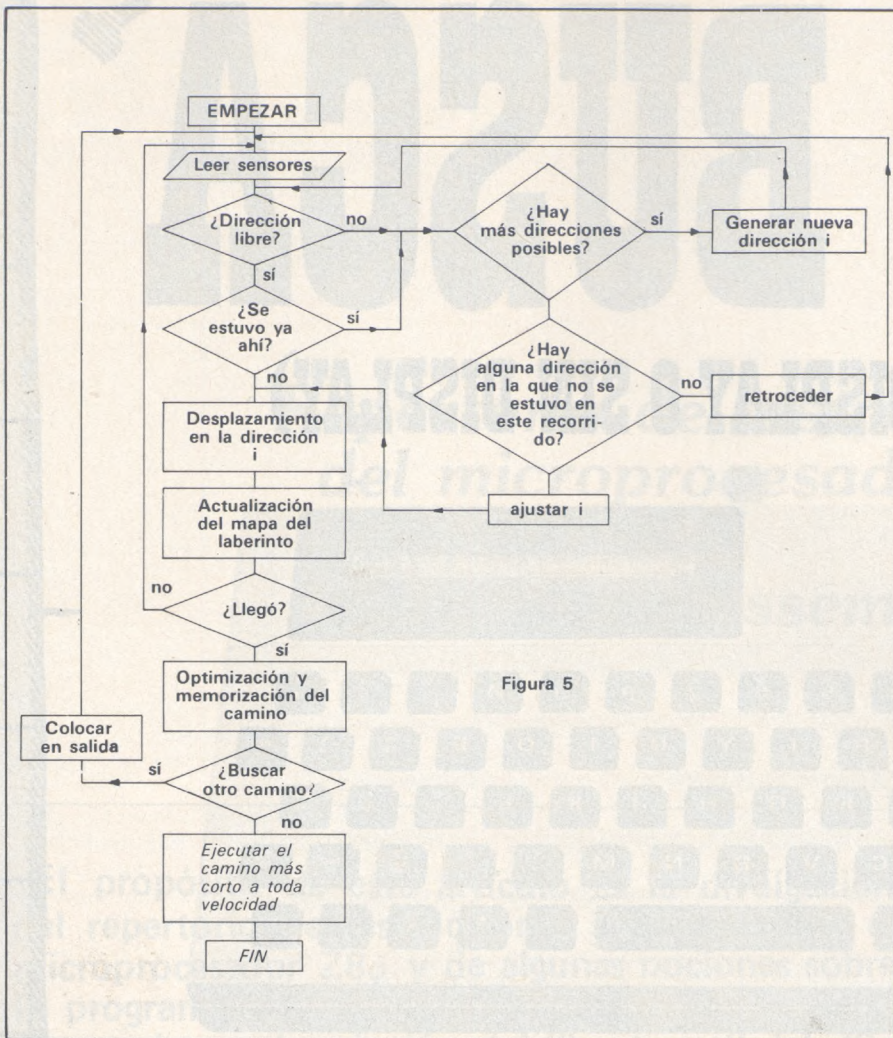 EMPEZAR
Leer sensores
¿Dirección
libre?
no
sí
¿Se
estuvo ya
ahí?
sí
no
¿Hay
más direcciones
posibles?
sí
Generar nueva
dirección i
¿Hay
alguna dirección
en la que no se
estuvo en
este recorri-
do?
no
retroceder
ajustar i
Desplazamiento
en la dirección
i
Actualización
del mapa del
laberinto
no
¿Llegó?
sí
Optimización y
memorización del
camino
Figura 5
Colocar
en salida
sí
¿Buscar
otro camino?
no
Ejecutar el
camino más
corto a toda
velocidad
FIN